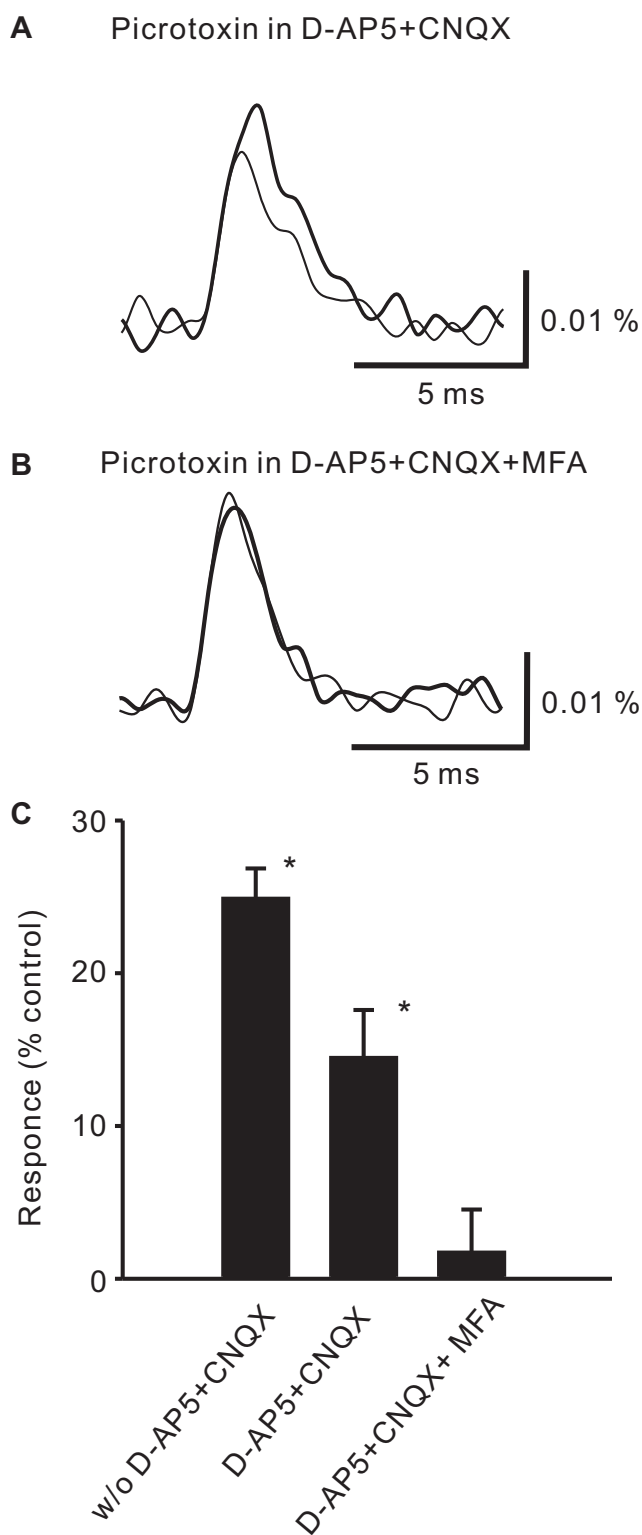 A Picrotoxin in D-AP5+CNQX
0.01 %
5 ms
B Picrotoxin in D-AP5+CNQX+MFA
0.01 %
5 ms
C
Responce (% control)
30
20
10
0
*
*
w/o D-AP5+CNQX
D-AP5+CNQX
D-AP5+CNQX+ MFA